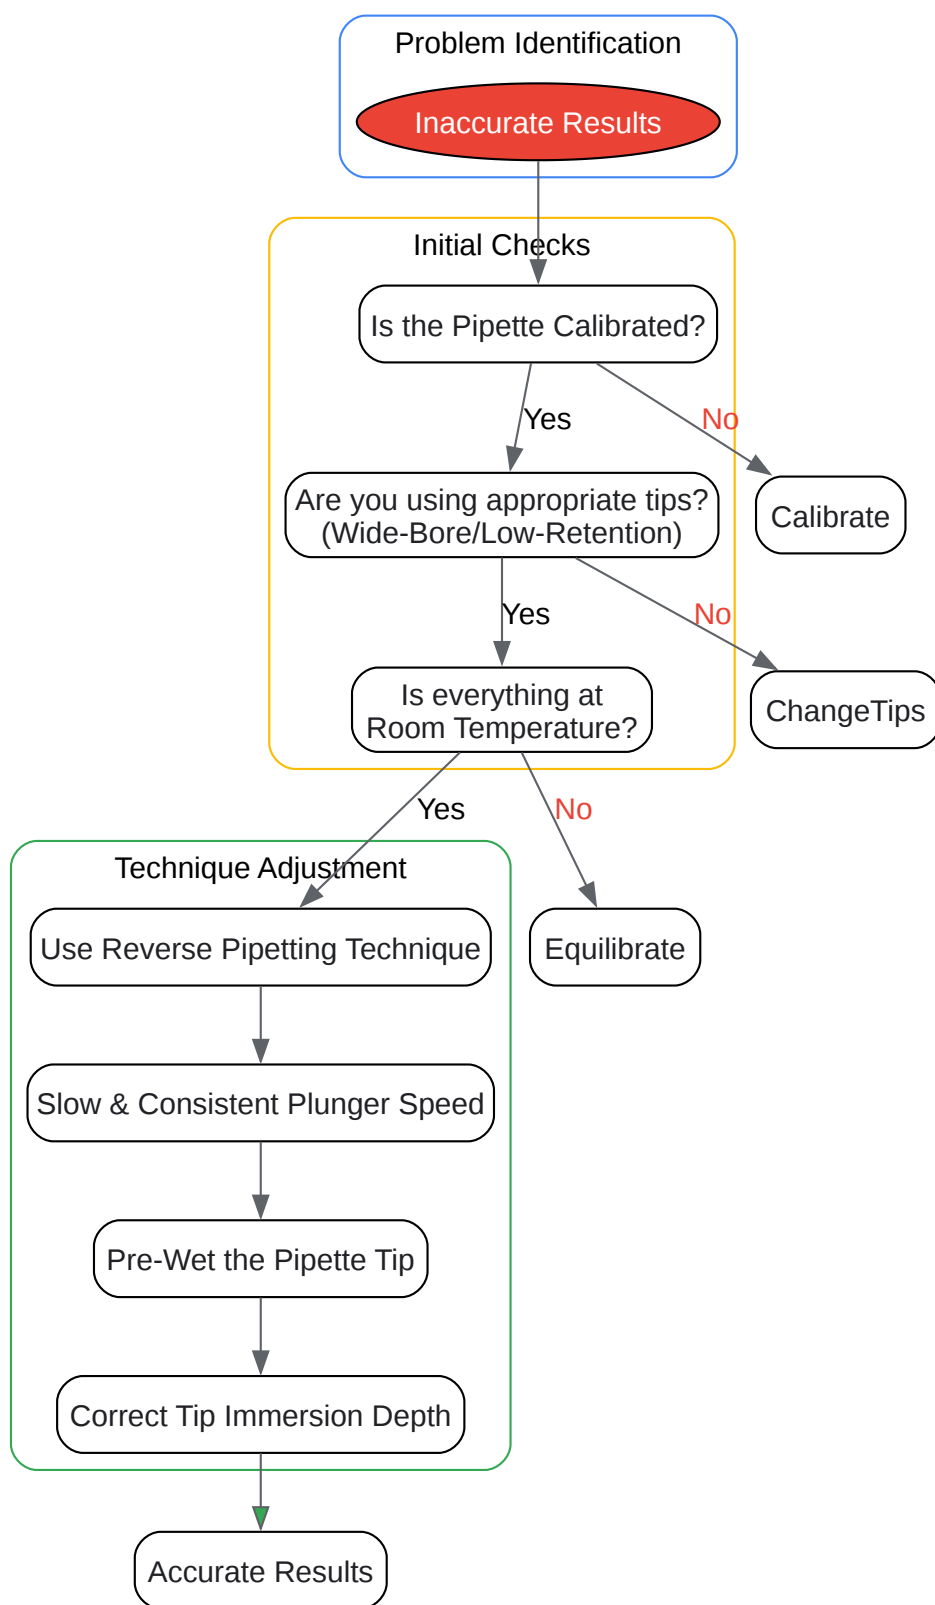 Problem Identification
Inaccurate Results
Initial Checks
Is the Pipette Calibrated?
Yes
No
Are you using appropriate tips?
(Wide-Bore/Low-Retention)
Calibrate
Yes
No
Is everything at
Room Temperature?
ChangeTips
Yes
No
Technique Adjustment
Use Reverse Pipetting Technique
Equilibrate
Slow & Consistent Plunger Speed
Pre-Wet the Pipette Tip
Correct Tip Immersion Depth
Accurate Results